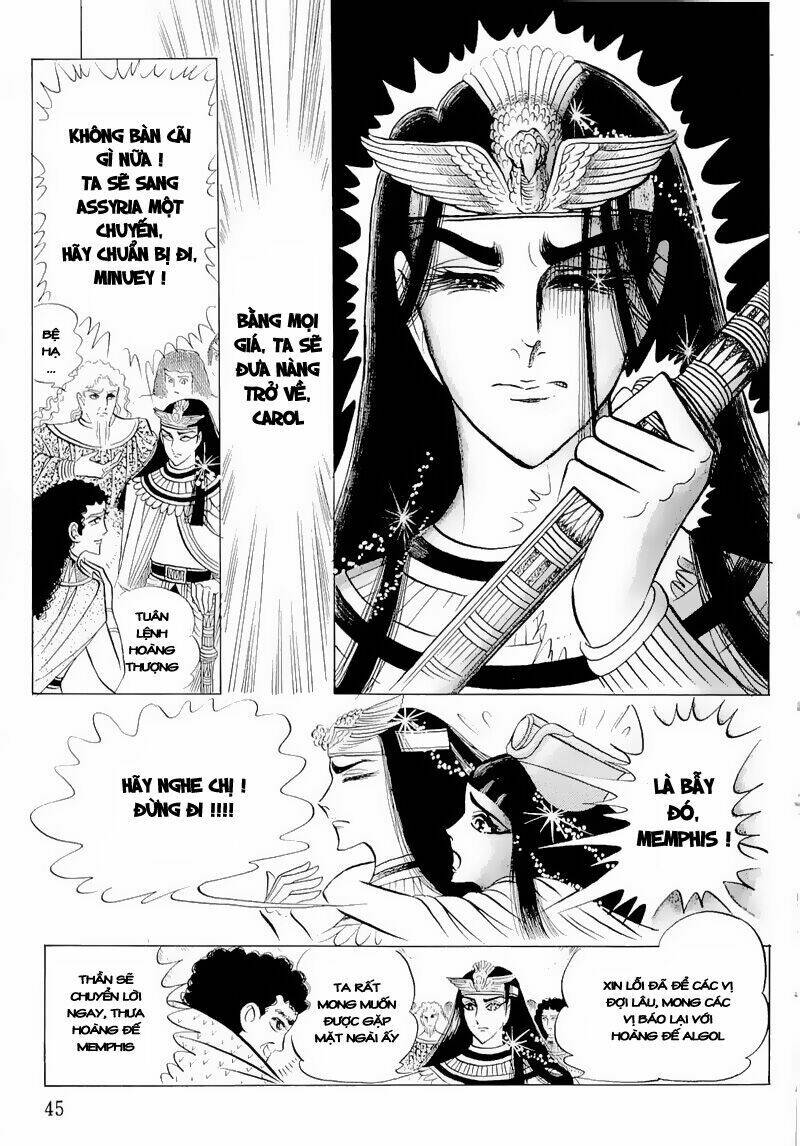 KHÔNG BÀN CÃI
GÌ NỮA !
TA SẼ SANG
ASSYRIA MỘT
CHUYẾN,
HÃY CHUẨN BỊ ĐI,
MINUEY !
BỆ
HẠ
...
TUÂN
LỆNH
HOÀNG
THƯỢNG
BẰNG MỌI
GIÁ, TA SẼ
ĐƯA NÀNG
TRỞ VỀ,
CAROL
HÃY NGHE CHỊ !
ĐỪNG ĐI !!!!
LÀ BẪY
ĐÓ,
MEMPHIS !
THẦN SẼ
CHUYỂN LỜI
NGAY, THƯA
HOÀNG ĐẾ
MEMPHIS
TA RẤT
MONG MUỐN
ĐƯỢC GẶP
MẶT NGÀI ẤY
XIN LỖI ĐÃ ĐỂ CÁC VỊ
ĐỢI LÂU, MONG CÁC
VỊ BÁO LẠI VỚI
HOÀNG ĐẾ ALGOL
45